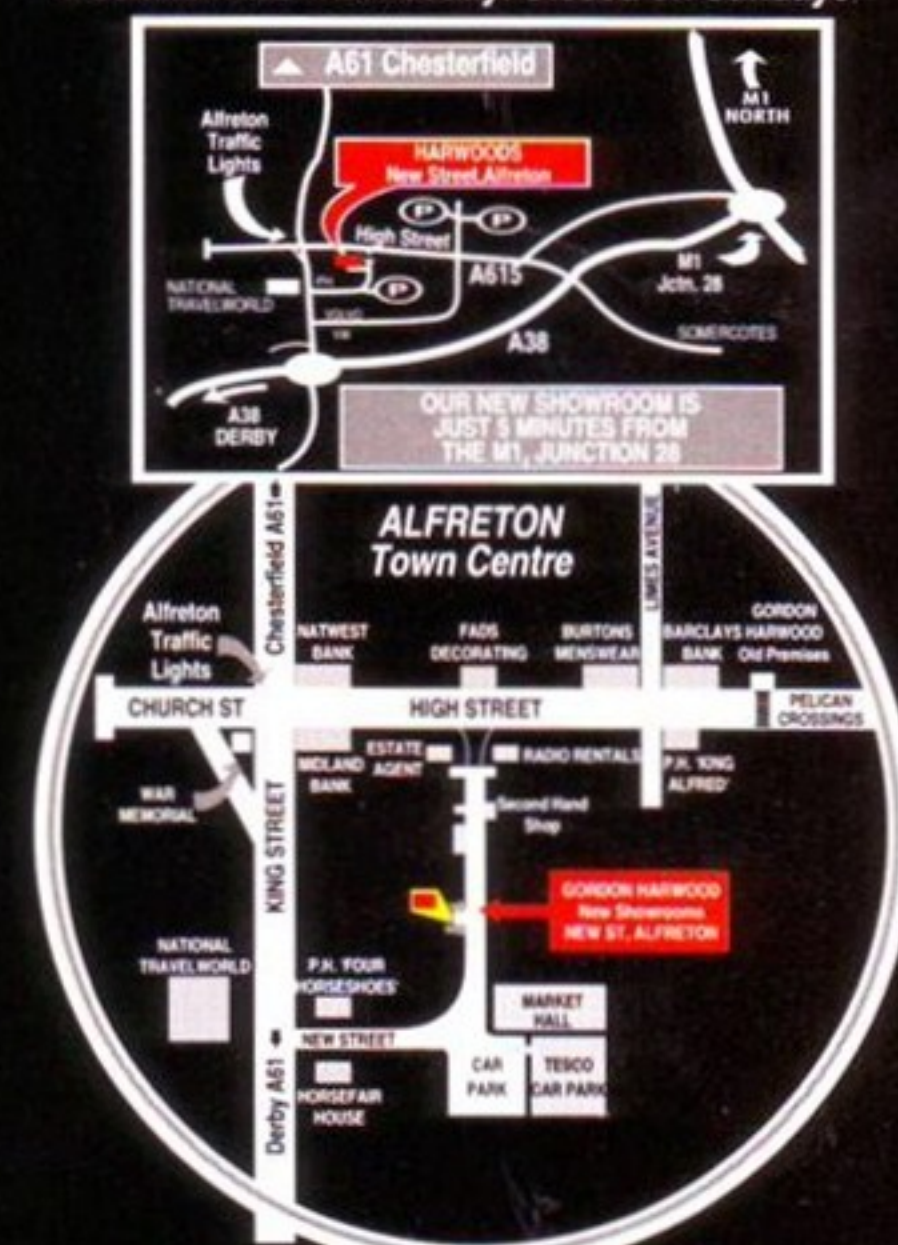 A61 Chesterfield
M1
NORTH
Alfreton
Traffic
Lights
HARWOODS
New Street, Alfreton
P
P
High Street
A615
M1
Jctn. 28
NATIONAL
TRAVELWORLD
PH
P
VOLVO
VW
A38
SOMERCOTES
A38
DERBY
OUR NEW SHOWROOM IS
JUST 5 MINUTES FROM
THE M1, JUNCTION 28
ALFRETON
Town Centre
Chesterfield A61
LIMES AVENUE
Alfreton
Traffic
Lights
NATWEST
BANK
FADS
DECORATING
BURTONS
MENSWEAR
BARCLAYS
BANK
GORDON
HARWOOD
Old Premises
CHURCH ST
HIGH STREET
PELICAN
CROSSINGS
MIDLAND
BANK
ESTATE
AGENT
RADIO RENTALS
P.H. 'KING
ALFRED'
WAR
MEMORIAL
KING STREET
Second Hand
Shop
GORDON HARWOOD
New Showrooms
NEW ST. ALFRETON
NATIONAL
TRAVELWORLD
P.H. 'FOUR
HORSESHOES'
MARKET
HALL
NEW STREET
CAR
PARK
TESCO
CAR PARK
HORSEFAIR
HOUSE
Derby A61